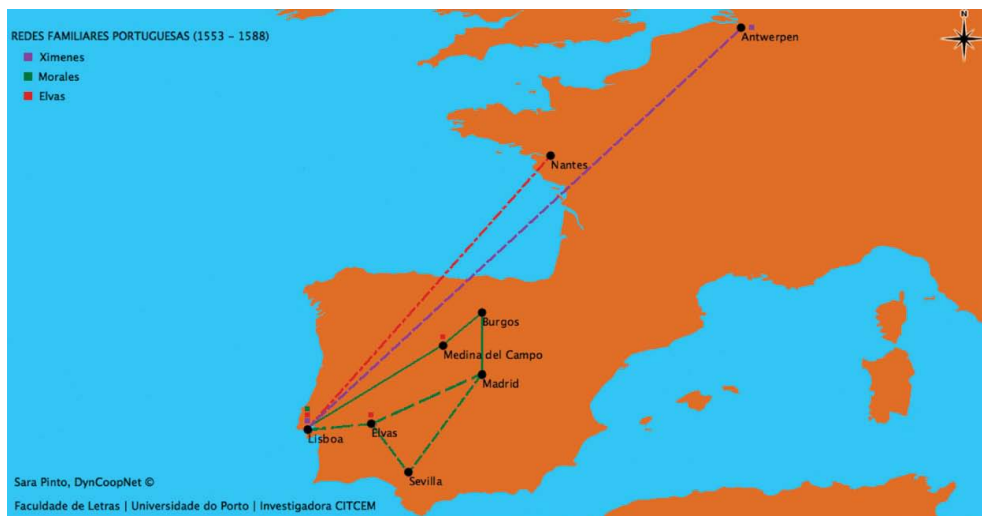 REDES FAMILIARES PORTUGUESAS (1553 – 1588)
Ximenes
Morales
Elvas
N
Antwerpen
Nantes
Burgos
Medina del Campo
Madrid
Elvas
Lisboa
Sevilla
Sara Pinto, DynCoopNet ©
Faculdade de Letras | Universidade do Porto | Investigadora CITCEM